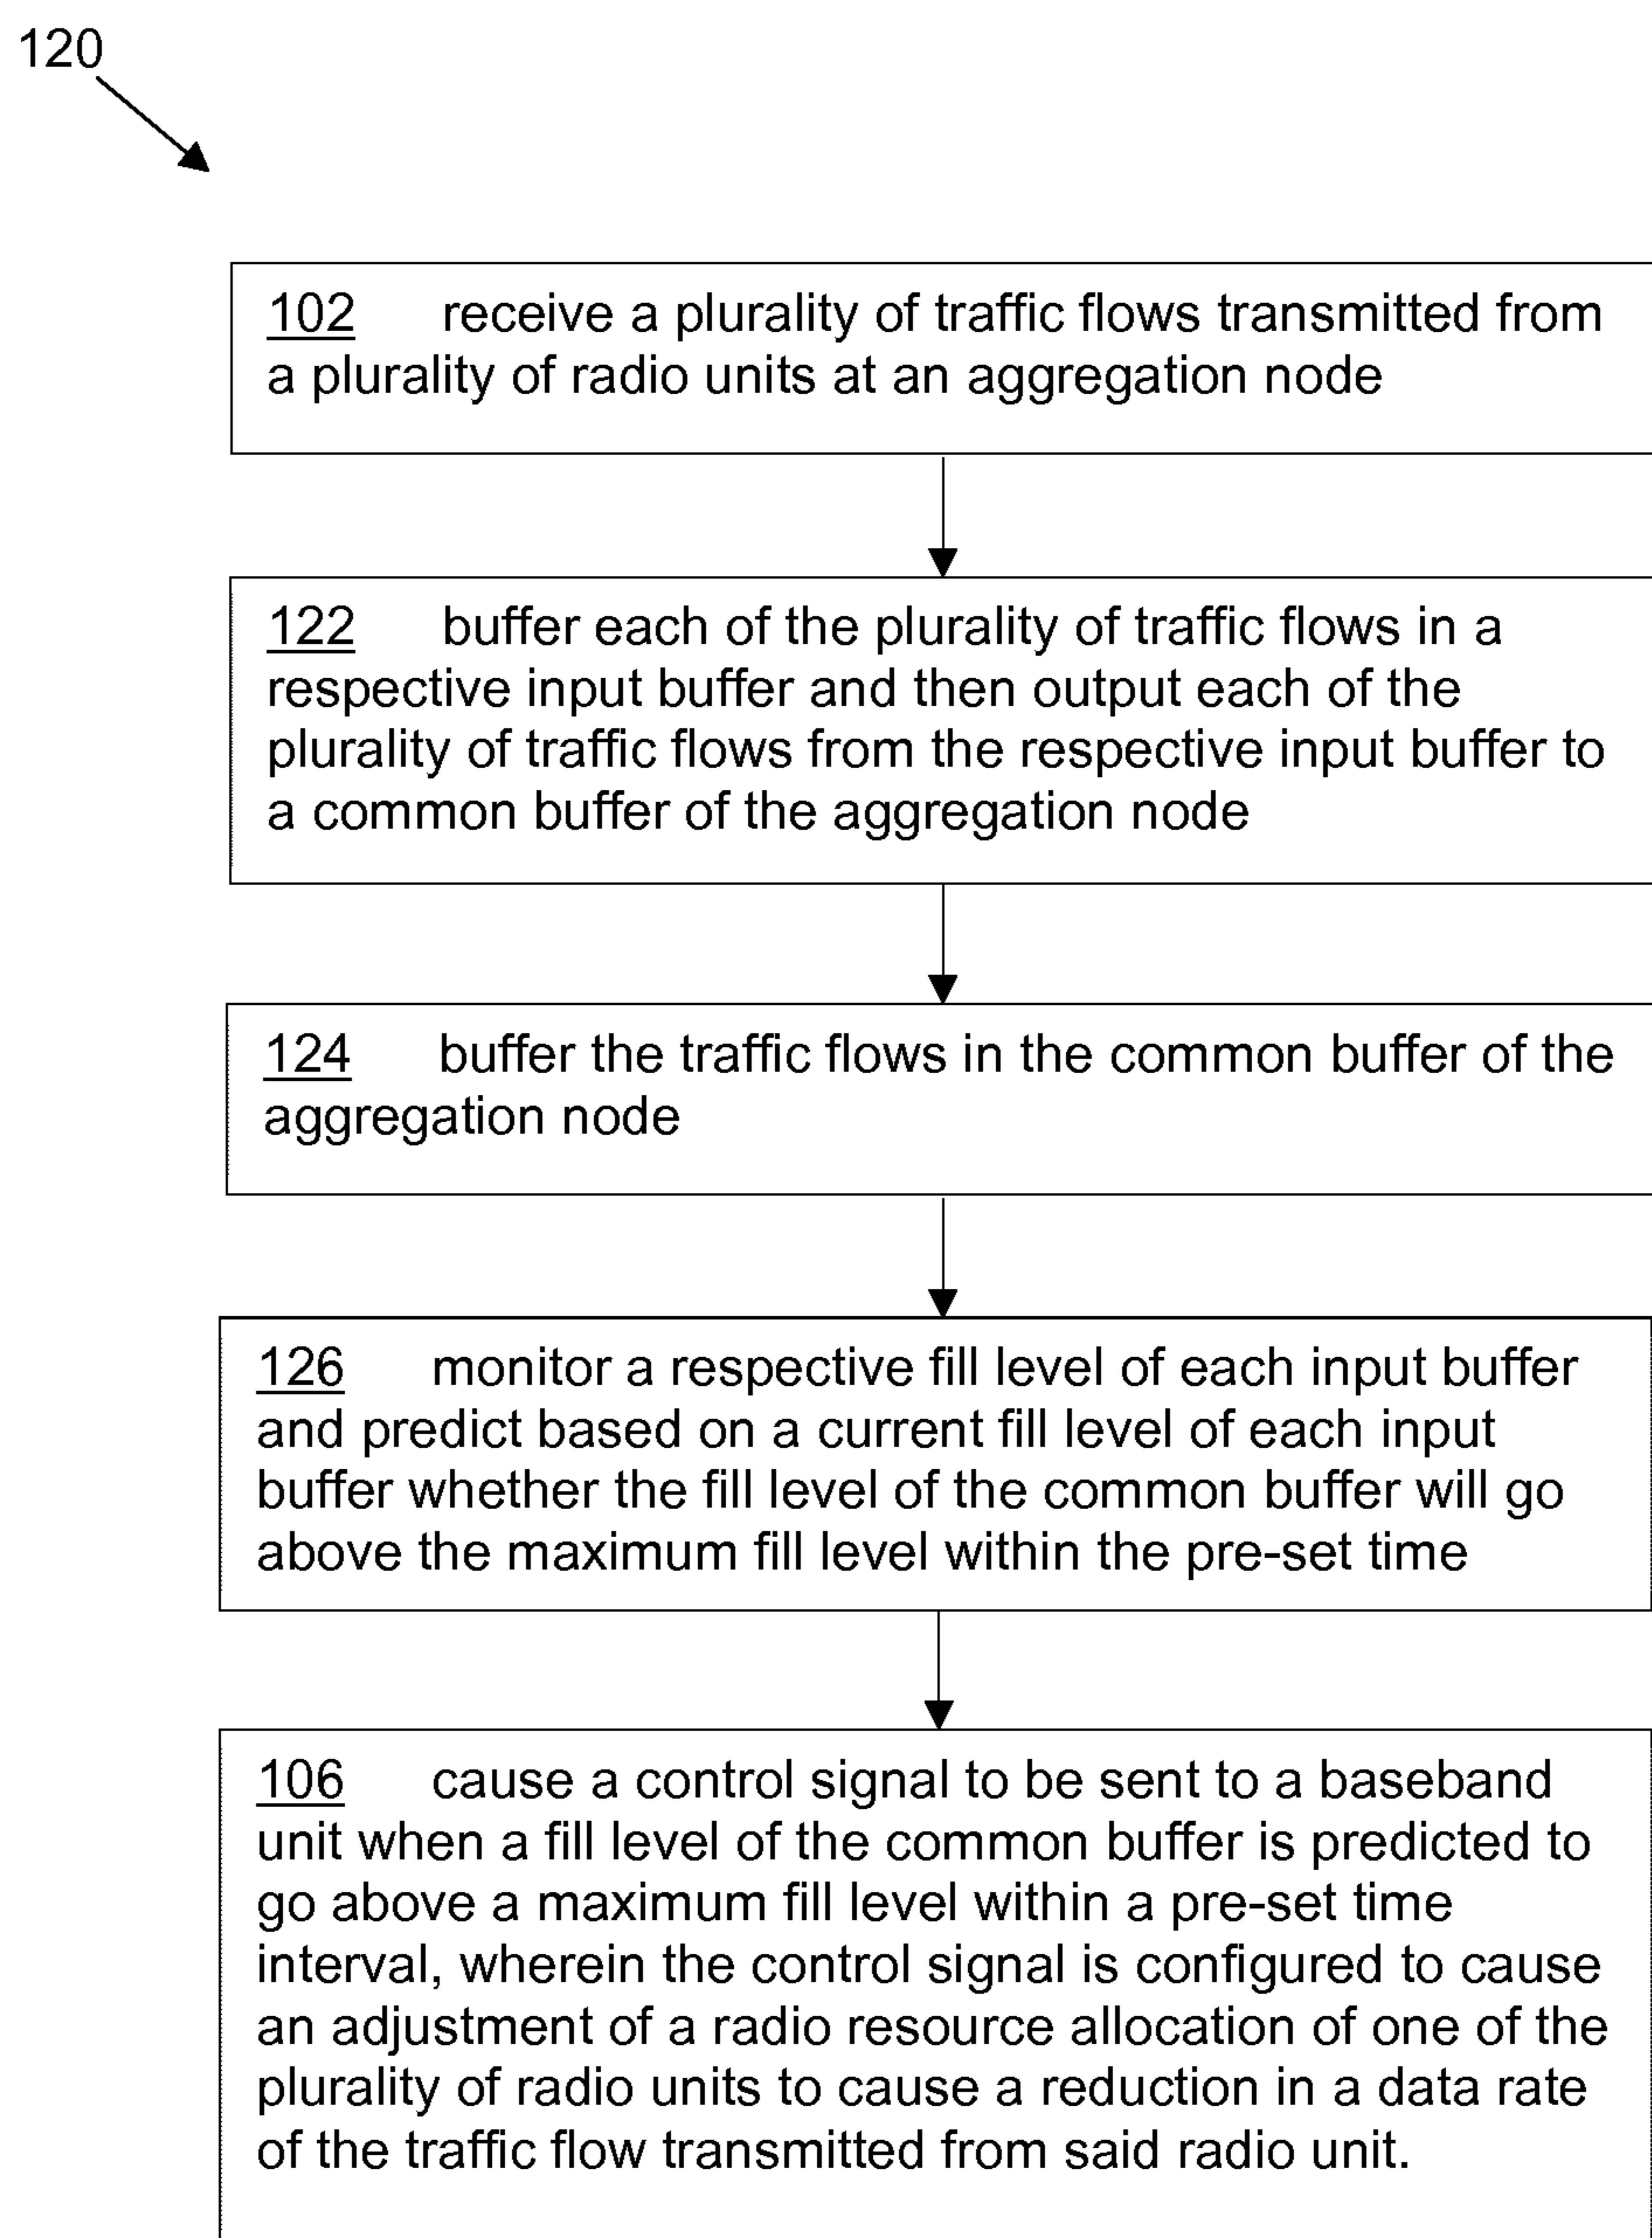 120
102 receive a plurality of traffic flows transmitted from
a plurality of radio units at an aggregation node
122 buffer each of the plurality of traffic flows in a
respective input buffer and then output each of the
plurality of traffic flows from the respective input buffer to
a common buffer of the aggregation node
124 buffer the traffic flows in the common buffer of the
aggregation node
126 monitor a respective fill level of each input buffer
and predict based on a current fill level of each input
buffer whether the fill level of the common buffer will go
above the maximum fill level within the pre-set time
106 cause a control signal to be sent to a baseband
unit when a fill level of the common buffer is predicted to
go above a maximum fill level within a pre-set time
interval, wherein the control signal is configured to cause
an adjustment of a radio resource allocation of one of the
plurality of radio units to cause a reduction in a data rate
of the traffic flow transmitted from said radio unit.